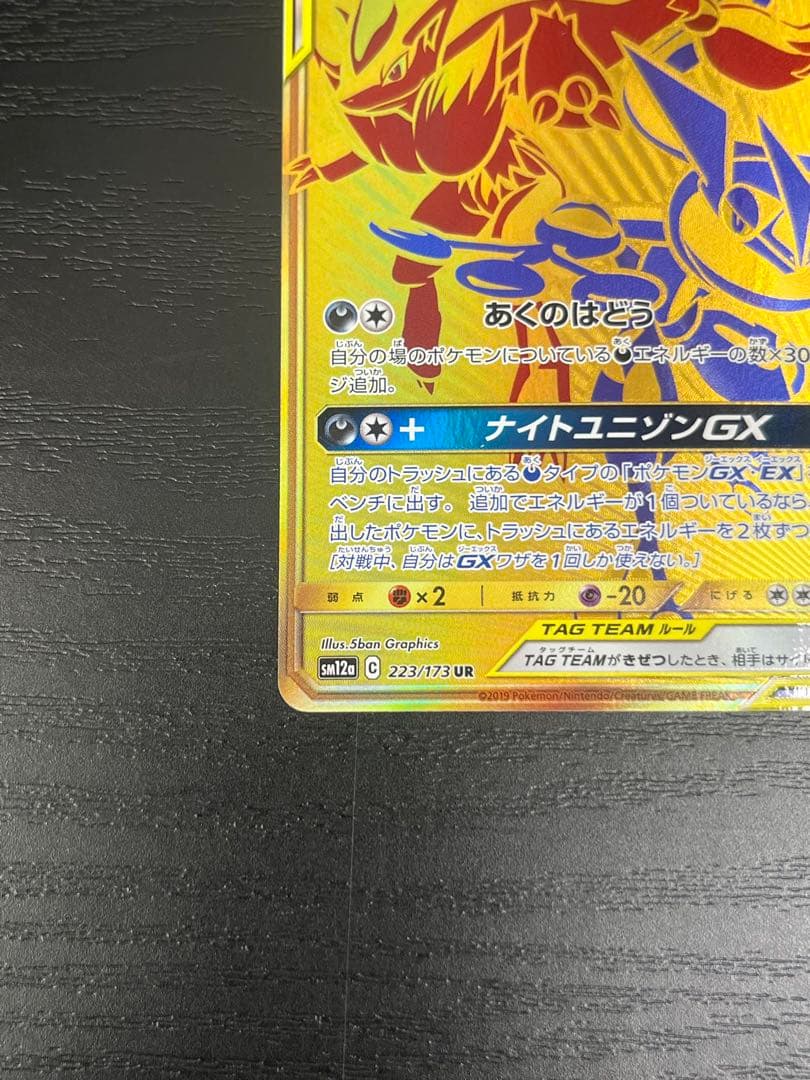 あくのはどう
自分の場のポケモンについている エネルギーの数×30
ジ追加。
+ ナイトユニゾンGX
自分のトラッシュにある タイプの「ポケモンGX・EX」
ベンチに出す。 追加でエネルギーが1個ついているなら
出したポケモンに、トラッシュにあるエネルギーを2枚ずつ
[対戦中、自分はGXワザを1回しか使えない。]
弱点 ×2 抵抗力 -20 にげる
TAG TEAM ルール
Illus.5ban Graphics
TAG TEAMがきぜつしたとき、相手はサイ
sm12a C 223/173 UR
©2019 Pokémon/Nintendo/Creatures/GAME FREAK